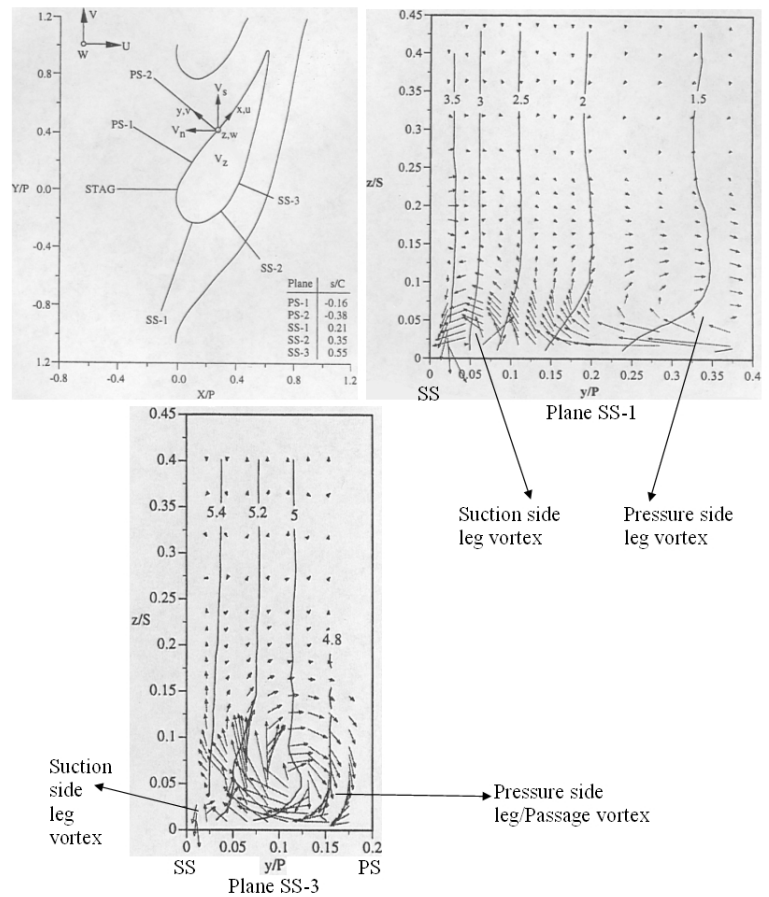 1.2
0.8
0.4
Y/P 0.0
-0.4
-0.8
1.2
-0.8 -0.4 0.0 0.4 0.8 1.2
X/P
V
W U
PS-2
Vs
y,v x,u
PS-1 Vn z,w
Vz
STAG
SS-3
SS-2
SS-1
Plane s/C
PS-1 -0.16
PS-2 -0.38
SS-1 0.21
SS-2 0.35
SS-3 0.55
0.45
0.4
0.35
0.3
0.25
z/S
0.2
0.15
0.1
0.05
0
3.5 3 2.5 2 1.5
0 0.05 0.1 0.15 0.2 0.25 0.3 0.35 0.4
SS y/P
Plane SS-1
Suction side
leg vortex
Pressure side
leg vortex
0.45
0.4
0.35
0.3
0.25
z/S
0.2
0.15
0.1
0.05
0
5.4 5.2 5
4.8
0 0.05 0.1 0.15 0.2
SS y/P PS
Plane SS-3
Suction
side
leg
vortex
Pressure side
leg/Passage vortex